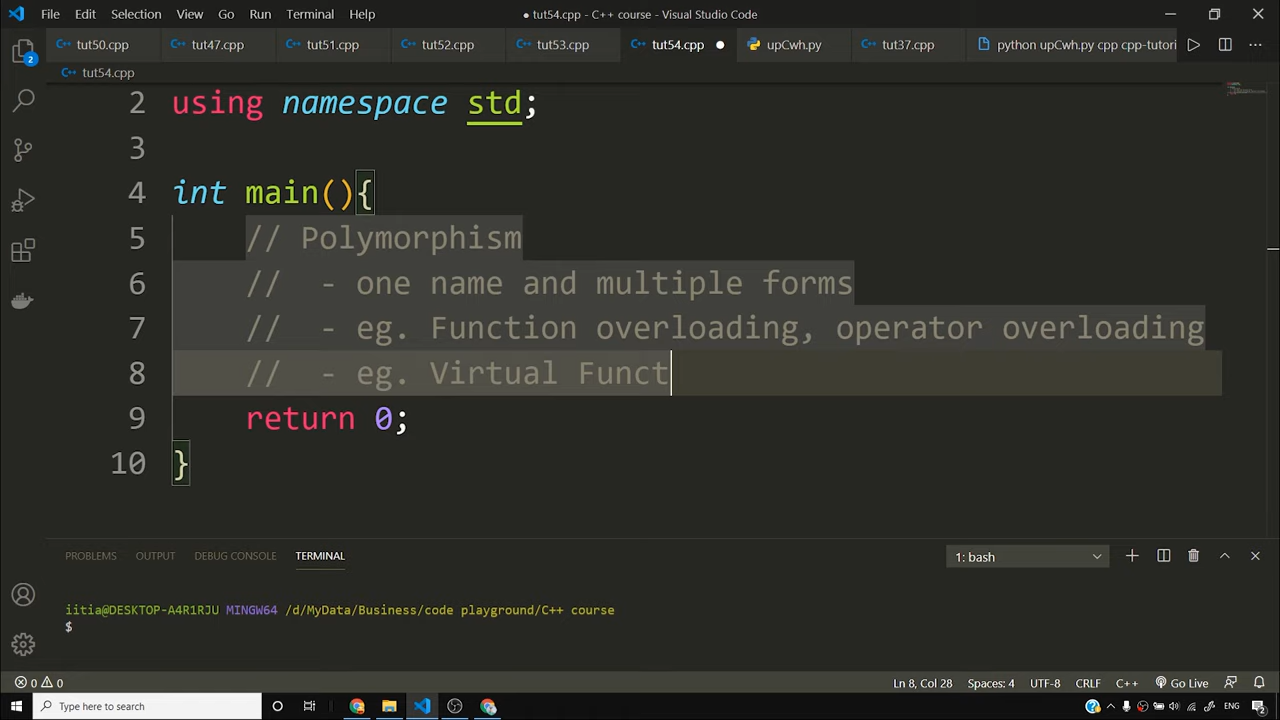 File Edit Selection View Go Run Terminal Help
● tut54.cpp - C++ course - Visual Studio Code
tut50.cpp tut47.cpp tut51.cpp tut52.cpp tut53.cpp tut54.cpp upCwh.py tut37.cpp python upCwh.py cpp cpp-tutori
tut54.cpp
2 using namespace std;
3
4 int main(){
5 // Polymorphism
6 // - one name and multiple forms
7 // - eg. Function overloading, operator overloading
8 // - eg. Virtual Funct
9 return 0;
10 }
PROBLEMS OUTPUT DEBUG CONSOLE TERMINAL 1: bash
iitia@DESKTOP-A4R1RJU MINGW64 /d/MyData/Business/code playground/C++ course
$
0 0 Ln 8, Col 28 Spaces: 4 UTF-8 CRLF C++ Go Live
Type here to search ENG 2